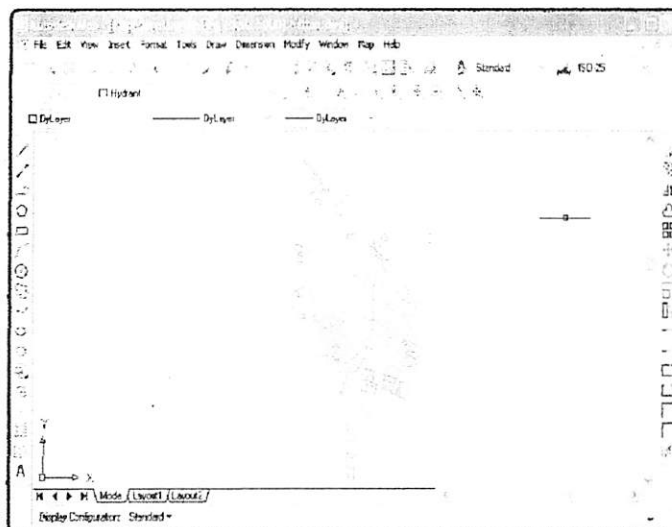 File Edit View Insert Format Tools Draw Dimension Modify Window Map Help
Standard ISO-25
Hydrant
ByLayer ByLayer ByLayer
Y
X
A
Model Layout1 Layout2
Display Configuration: Standard